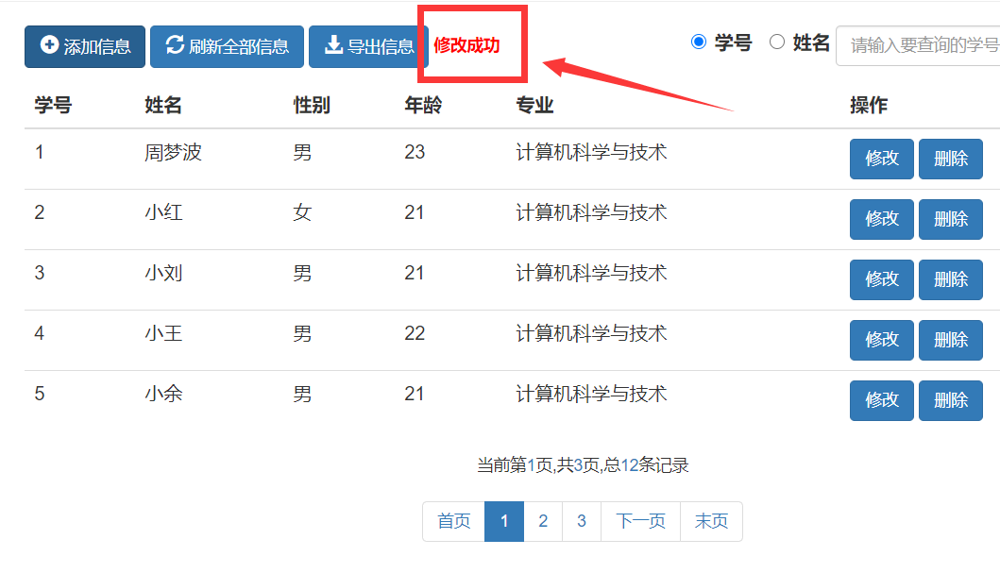 添加信息 刷新全部信息 导出信息 修改成功 学号 姓名 请输入要查询的学号
学号 姓名 性别 年龄 专业 操作
1 周梦波 男 23 计算机科学与技术 修改 删除
2 小红 女 21 计算机科学与技术 修改 删除
3 小刘 男 21 计算机科学与技术 修改 删除
4 小王 男 22 计算机科学与技术 修改 删除
5 小余 男 21 计算机科学与技术 修改 删除
当前第1页,共3页,总12条记录
首页 1 2 3 下一页 末页